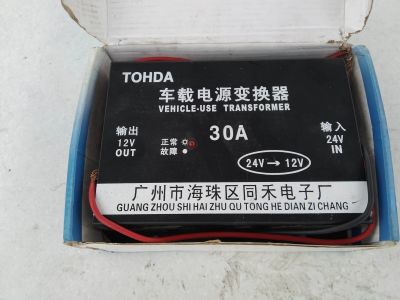 TOHDA
车载电源变换器
VEHICLE-USE TRANSFORMER
输出
12V
OUT
正常
故障
30A
输入
24V
IN
24V→12V
广州市海珠区同禾电子厂
GUANG ZHOU SHI HAI ZHU QU TONG HE DIAN ZI CHANG